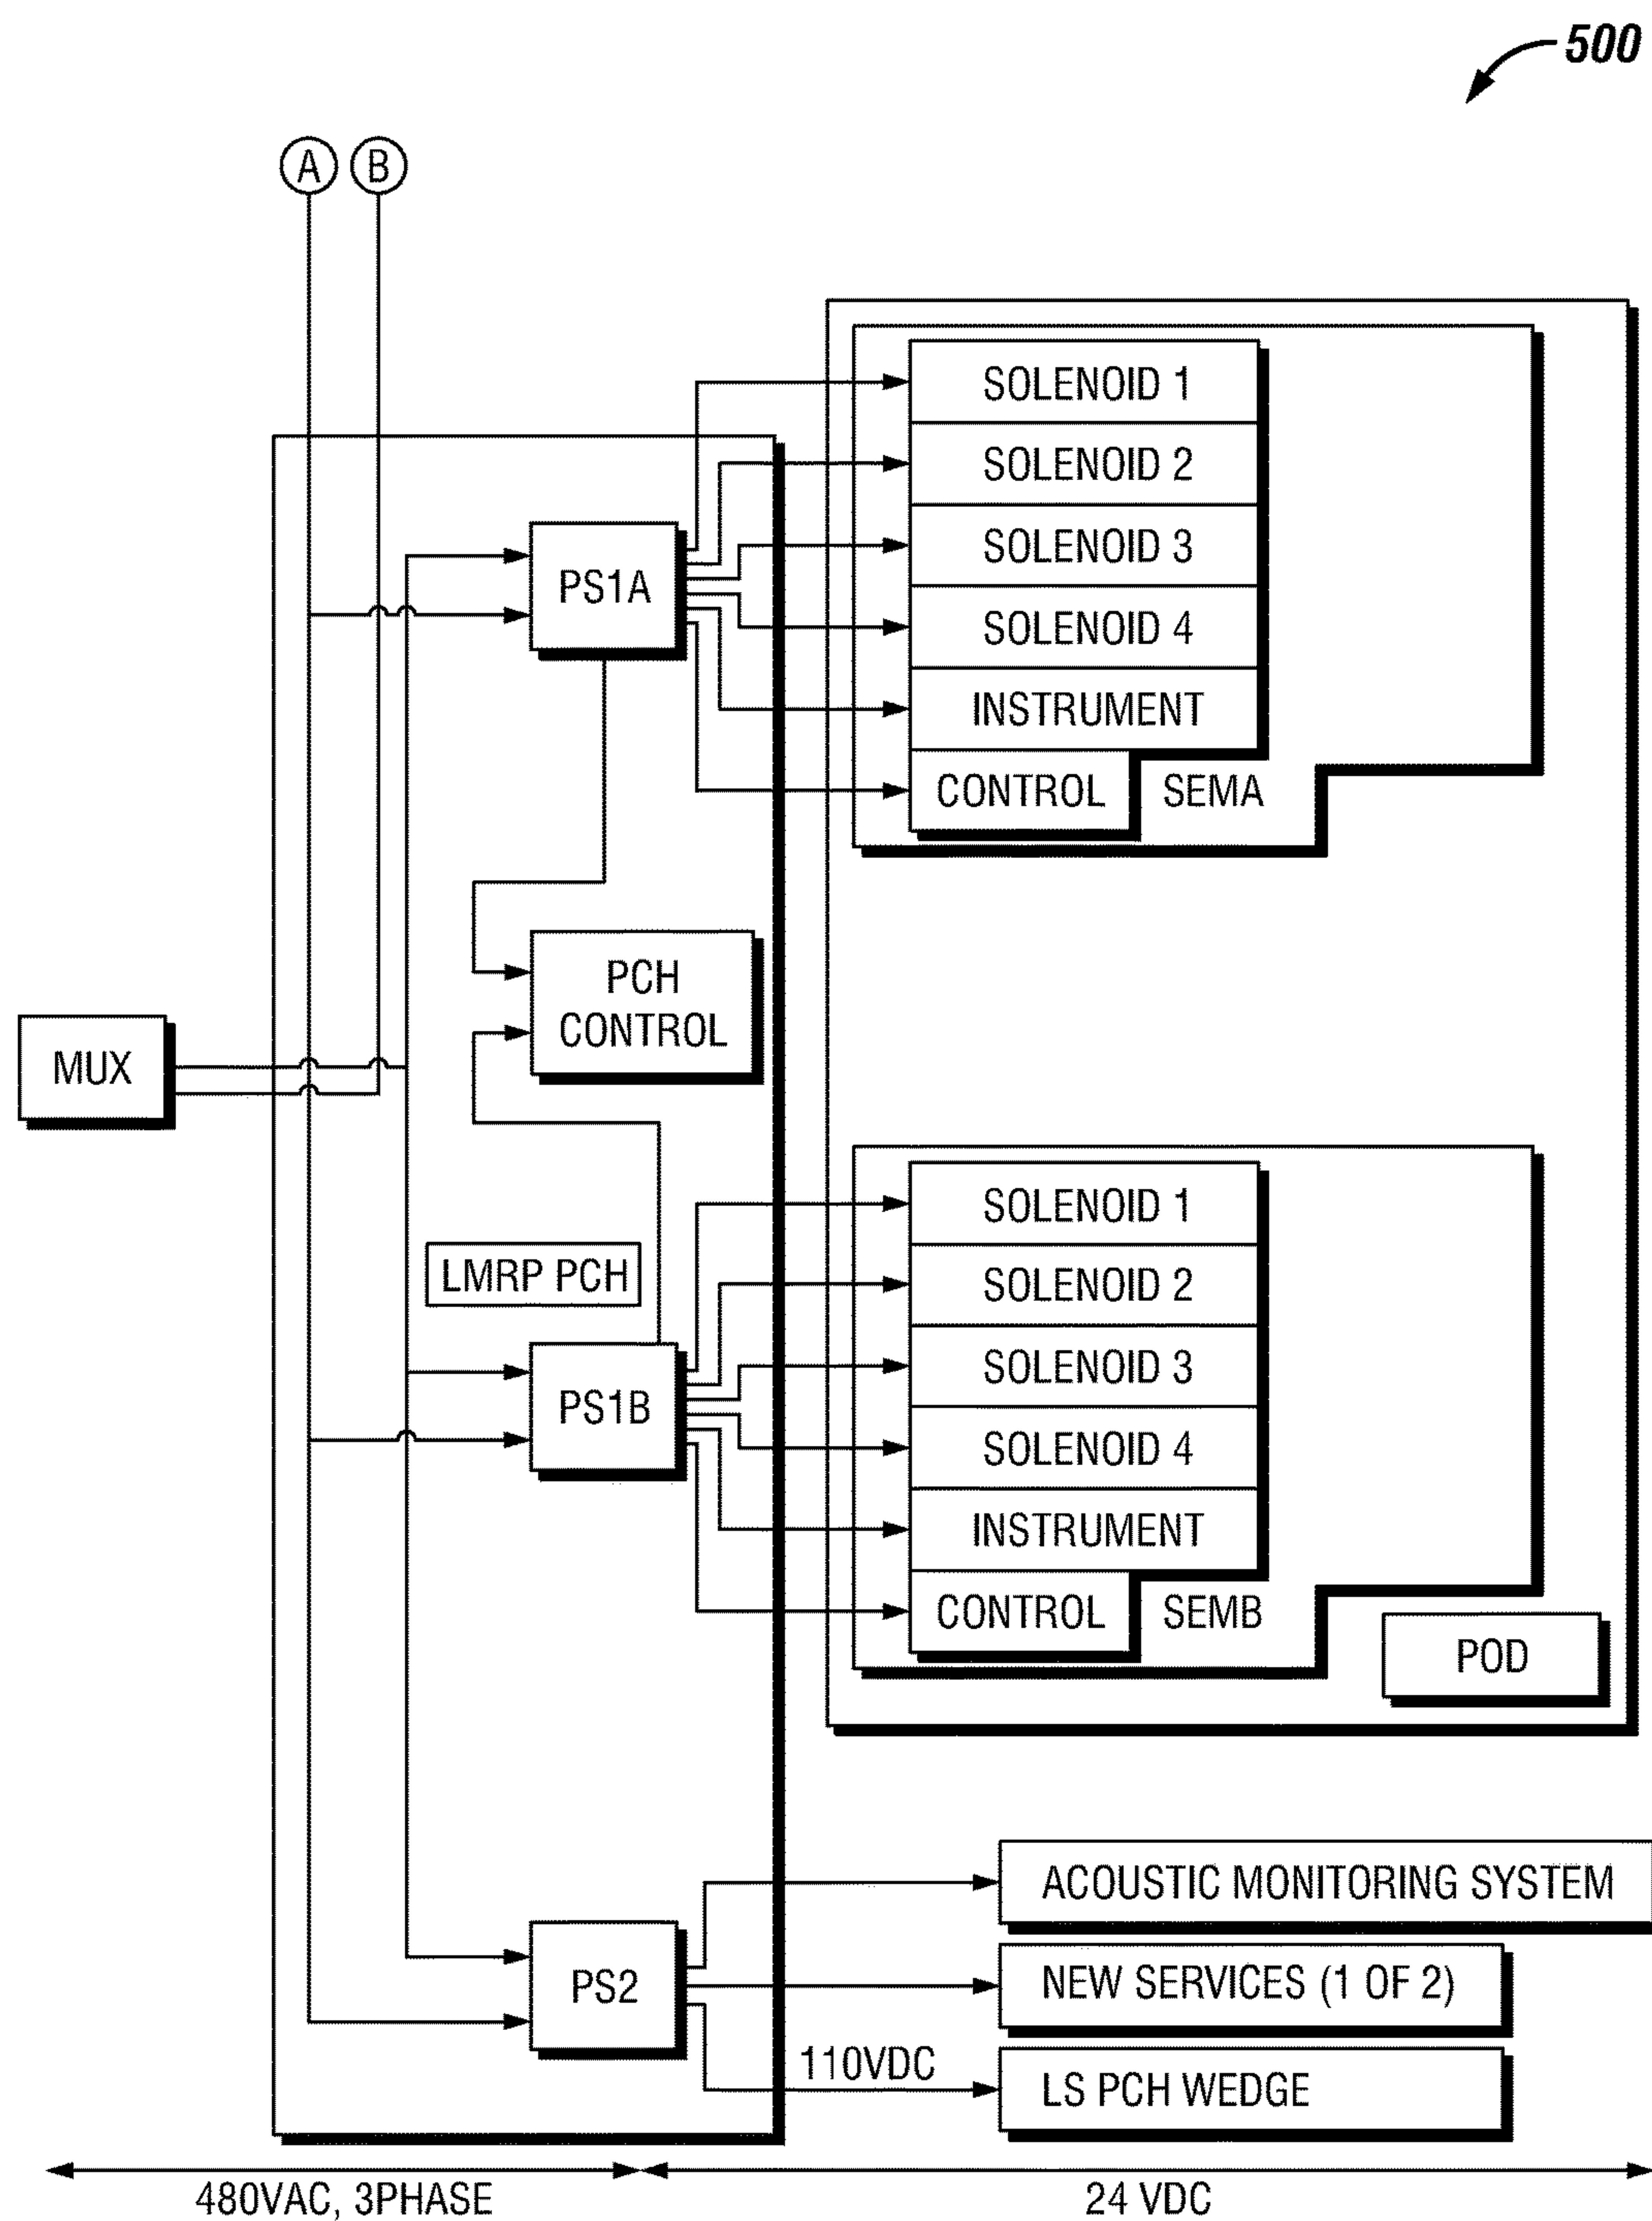 500
A B
SOLENOID 1
SOLENOID 2
SOLENOID 3
SOLENOID 4
INSTRUMENT
CONTROL SEMA
PS1A
PCH
CONTROL
MUX
LMRP PCH
PS1B
SOLENOID 1
SOLENOID 2
SOLENOID 3
SOLENOID 4
INSTRUMENT
CONTROL SEMB
POD
PS2
ACOUSTIC MONITORING SYSTEM
NEW SERVICES (1 OF 2)
110VDC
LS PCH WEDGE
480VAC, 3PHASE
24 VDC